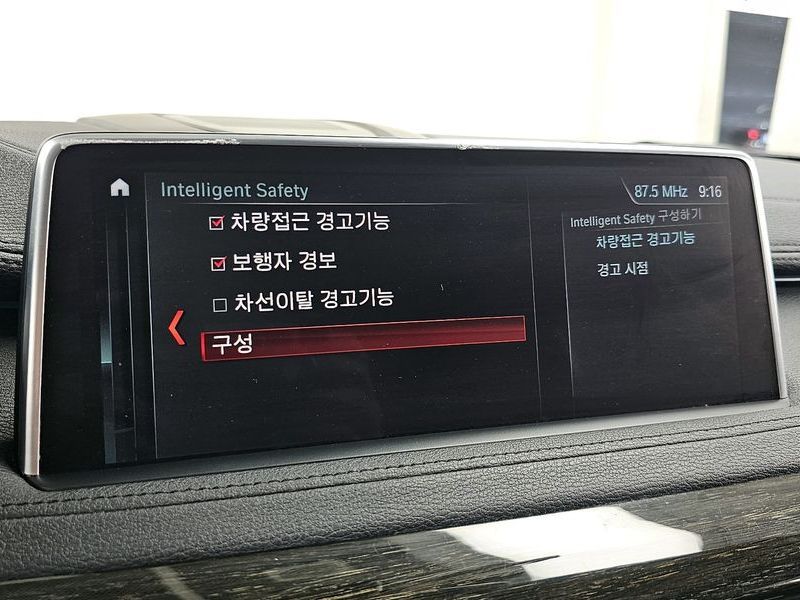 Intelligent Safety
87.5 MHz 9:16
차량접근 경고기능
보행자 경보
차선이탈 경고기능
구성
Intelligent Safety 구성하기
차량접근 경고기능
경고 시점